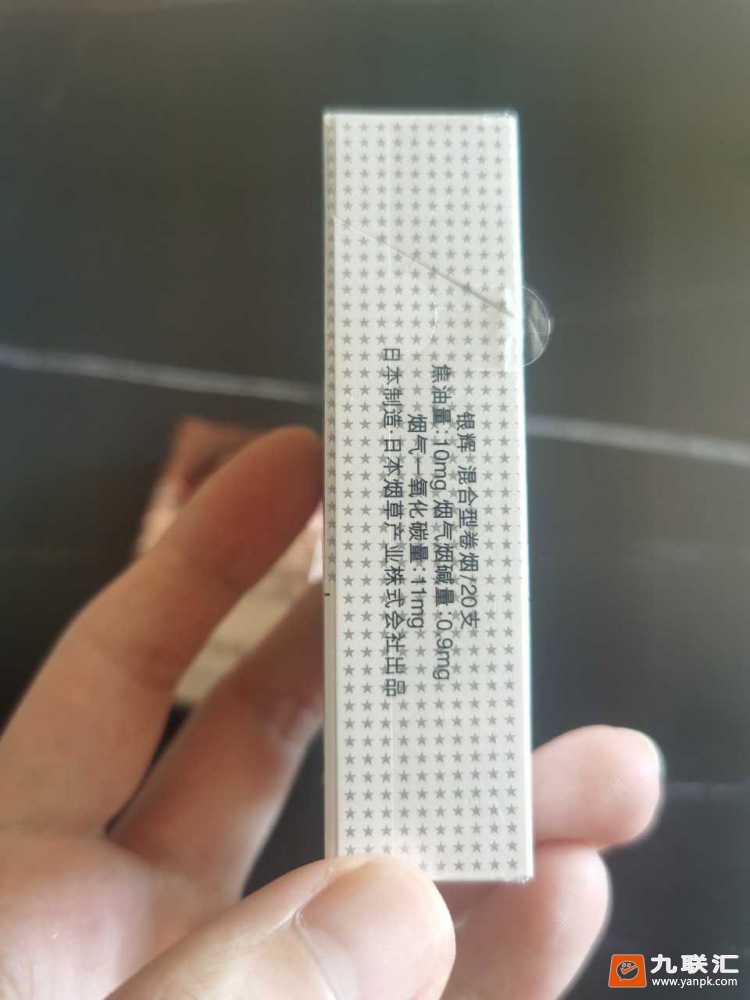 银辉 混合型卷烟/20支
焦油量:10mg 烟气烟碱量:0.9mg
烟气一氧化碳量:11mg
日本制造·日本烟草产业株式会社出品
九联汇
www.yanpk.com